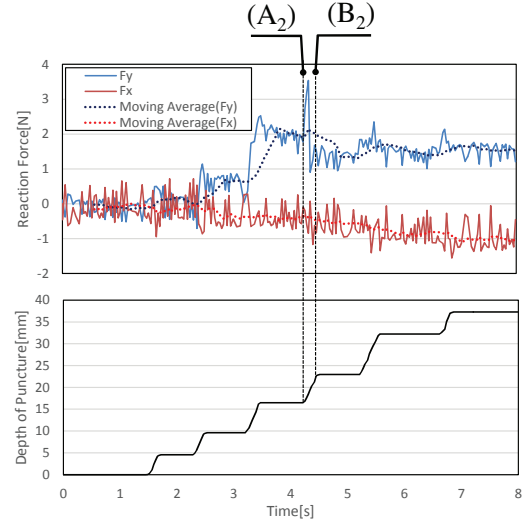 (A2) (B2)
4
3
2
1
0
-1
-2
Reaction Force[N]
Fy
Fx
Moving Average(Fy)
Moving Average(Fx)
2
40
35
30
25
20
15
10
5
0
Depth of Puncture[mm]
0 1 2 3 4 5 6 7 8
Time[s]